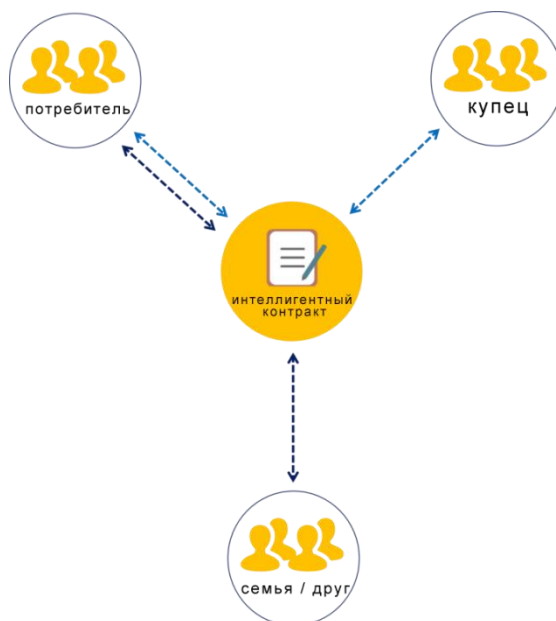 потребитель
купец
интеллигентный
контракт
семья / друг